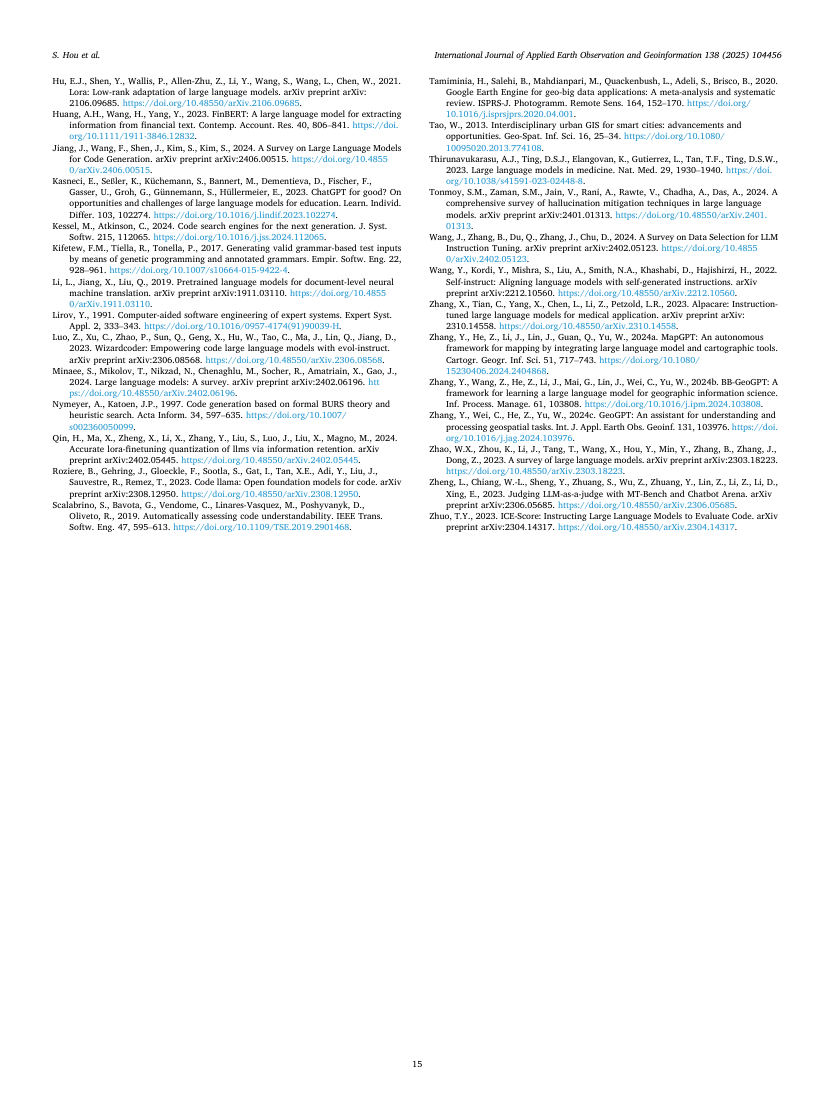 S. Hou et al.
International Journal of Applied Earth Observation and Geoinformation 138 (2025) 104456
Hu, E.J., Shen, Y., Wallis, P., Allen-Zhu, Z., Li, Y., Wang, S., Wang, L., Chen, W., 2021.
Lora: Low-rank adaptation of large language models. arXiv preprint arXiv:
2106.09685. https://doi.org/10.48550/arXiv.2106.09685.
Huang, A.H., Wang, H., Yang, Y., 2023. FinBERT: A large language model for extracting
information from financial text. Contemp. Account. Res. 40, 806–841. https://doi.
org/10.1111/1911-3846.12832.
Jiang, J., Wang, F., Shen, J., Kim, S., Kim, S., 2024. A Survey on Large Language Models
for Code Generation. arXiv preprint arXiv:2406.00515. https://doi.org/10.4855
0/arXiv.2406.00515.
Kasneci, E., Seßler, K., Küchemann, S., Bannert, M., Dementieva, D., Fischer, F.,
Gasser, U., Groh, G., Günnemann, S., Hüllermeier, E., 2023. ChatGPT for good? On
opportunities and challenges of large language models for education. Learn. Individ.
Differ. 103, 102274. https://doi.org/10.1016/j.lindif.2023.102274.
Kessel, M., Atkinson, C., 2024. Code search engines for the next generation. J. Syst.
Softw. 215, 112065. https://doi.org/10.1016/j.jss.2024.112065.
Kifetew, F.M., Tiella, R., Tonella, P., 2017. Generating valid grammar-based test inputs
by means of genetic programming and annotated grammars. Empir. Softw. Eng. 22,
928–961. https://doi.org/10.1007/s10664-015-9422-4.
Li, L., Jiang, X., Liu, Q., 2019. Pretrained language models for document-level neural
machine translation. arXiv preprint arXiv:1911.03110. https://doi.org/10.4855
0/arXiv.1911.03110.
Lirov, Y., 1991. Computer-aided software engineering of expert systems. Expert Syst.
Appl. 2, 333–343. https://doi.org/10.1016/0957-4174(91)90039-H.
Luo, Z., Xu, C., Zhao, P., Sun, Q., Geng, X., Hu, W., Tao, C., Ma, J., Lin, Q., Jiang, D.,
2023. Wizardcoder: Empowering code large language models with evol-instruct.
arXiv preprint arXiv:2306.08568. https://doi.org/10.48550/arXiv.2306.08568.
Minaee, S., Mikolov, T., Nikzad, N., Chenaghlu, M., Socher, R., Amatriain, X., Gao, J.,
2024. Large language models: A survey. arXiv preprint arXiv:2402.06196. htt
ps://doi.org/10.48550/arXiv.2402.06196.
Nymeyer, A., Katoen, J.P., 1997. Code generation based on formal BURS theory and
heuristic search. Acta Inform. 34, 597–635. https://doi.org/10.1007/
s002360050099.
Qin, H., Ma, X., Zheng, X., Li, X., Zhang, Y., Liu, S., Luo, J., Liu, X., Magno, M., 2024.
Accurate lora-finetuning quantization of llms via information retention. arXiv
preprint arXiv:2402.05445. https://doi.org/10.48550/arXiv.2402.05445.
Roziere, B., Gehring, J., Gloeckle, F., Sootla, S., Gat, I., Tan, X.E., Adi, Y., Liu, J.,
Sauvestre, R., Remez, T., 2023. Code llama: Open foundation models for code. arXiv
preprint arXiv:2308.12950. https://doi.org/10.48550/arXiv.2308.12950.
Scalabrino, S., Bavota, G., Vendome, C., Linares-Vasquez, M., Poshyvanyk, D.,
Oliveto, R., 2019. Automatically assessing code understandability. IEEE Trans.
Softw. Eng. 47, 595–613. https://doi.org/10.1109/TSE.2019.2901468.
Tamiminia, H., Salehi, B., Mahdianpari, M., Quackenbush, L., Adeli, S., Brisco, B., 2020.
Google Earth Engine for geo-big data applications: A meta-analysis and systematic
review. ISPRS-J. Photogramm. Remote Sens. 164, 152–170. https://doi.org/
10.1016/j.isprsjprs.2020.04.001.
Tao, W., 2013. Interdisciplinary urban GIS for smart cities: advancements and
opportunities. Geo-Spat. Inf. Sci. 16, 25–34. https://doi.org/10.1080/
10095020.2013.774108.
Thirunavukarasu, A.J., Ting, D.S.J., Elangovan, K., Gutierrez, L., Tan, T.F., Ting, D.S.W.,
2023. Large language models in medicine. Nat. Med. 29, 1930–1940. https://doi.
org/10.1038/s41591-023-02448-8.
Tonmoy, S.M., Zaman, S.M., Jain, V., Rani, A., Rawte, V., Chadha, A., Das, A., 2024. A
comprehensive survey of hallucination mitigation techniques in large language
models. arXiv preprint arXiv:2401.01313. https://doi.org/10.48550/arXiv.2401.
01313.
Wang, J., Zhang, B., Du, Q., Zhang, J., Chu, D., 2024. A Survey on Data Selection for LLM
Instruction Tuning. arXiv preprint arXiv:2402.05123. https://doi.org/10.4855
0/arXiv.2402.05123.
Wang, Y., Kordi, Y., Mishra, S., Liu, A., Smith, N.A., Khashabi, D., Hajishirzi, H., 2022.
Self-instruct: Aligning language models with self-generated instructions. arXiv
preprint arXiv:2212.10560. https://doi.org/10.48550/arXiv.2212.10560.
Zhang, X., Tian, C., Yang, X., Chen, L., Li, Z., Petzold, L.R., 2023. Alpacare: Instruction-
tuned large language models for medical application. arXiv preprint arXiv:
2310.14558. https://doi.org/10.48550/arXiv.2310.14558.
Zhang, Y., He, Z., Li, J., Lin, J., Guan, Q., Yu, W., 2024a. MapGPT: An autonomous
framework for mapping by integrating large language model and cartographic tools.
Cartogr. Geogr. Inf. Sci. 51, 717–743. https://doi.org/10.1080/
15230406.2024.2404868.
Zhang, Y., Wang, Z., He, Z., Li, J., Mai, G., Lin, J., Wei, C., Yu, W., 2024b. BB-GeoGPT: A
framework for learning a large language model for geographic information science.
Inf. Process. Manage. 61, 103808. https://doi.org/10.1016/j.ipm.2024.103808.
Zhang, Y., Wei, C., He, Z., Yu, W., 2024c. GeoGPT: An assistant for understanding and
processing geospatial tasks. Int. J. Appl. Earth Obs. Geoinf. 131, 103976. https://doi.
org/10.1016/j.jag.2024.103976.
Zhao, W.X., Zhou, K., Li, J., Tang, T., Wang, X., Hou, Y., Min, Y., Zhang, B., Zhang, J.,
Dong, Z., 2023. A survey of large language models. arXiv preprint arXiv:2303.18223.
https://doi.org/10.48550/arXiv.2303.18223.
Zheng, L., Chiang, W.-L., Sheng, Y., Zhuang, S., Wu, Z., Zhuang, Y., Lin, Z., Li, Z., Li, D.,
Xing, E., 2023. Judging LLM-as-a-judge with MT-Bench and Chatbot Arena. arXiv
preprint arXiv:2306.05685. https://doi.org/10.48550/arXiv.2306.05685.
Zhuo, T.Y., 2023. ICE-Score: Instructing Large Language Models to Evaluate Code. arXiv
preprint arXiv:2304.14317. https://doi.org/10.48550/arXiv.2304.14317.
15